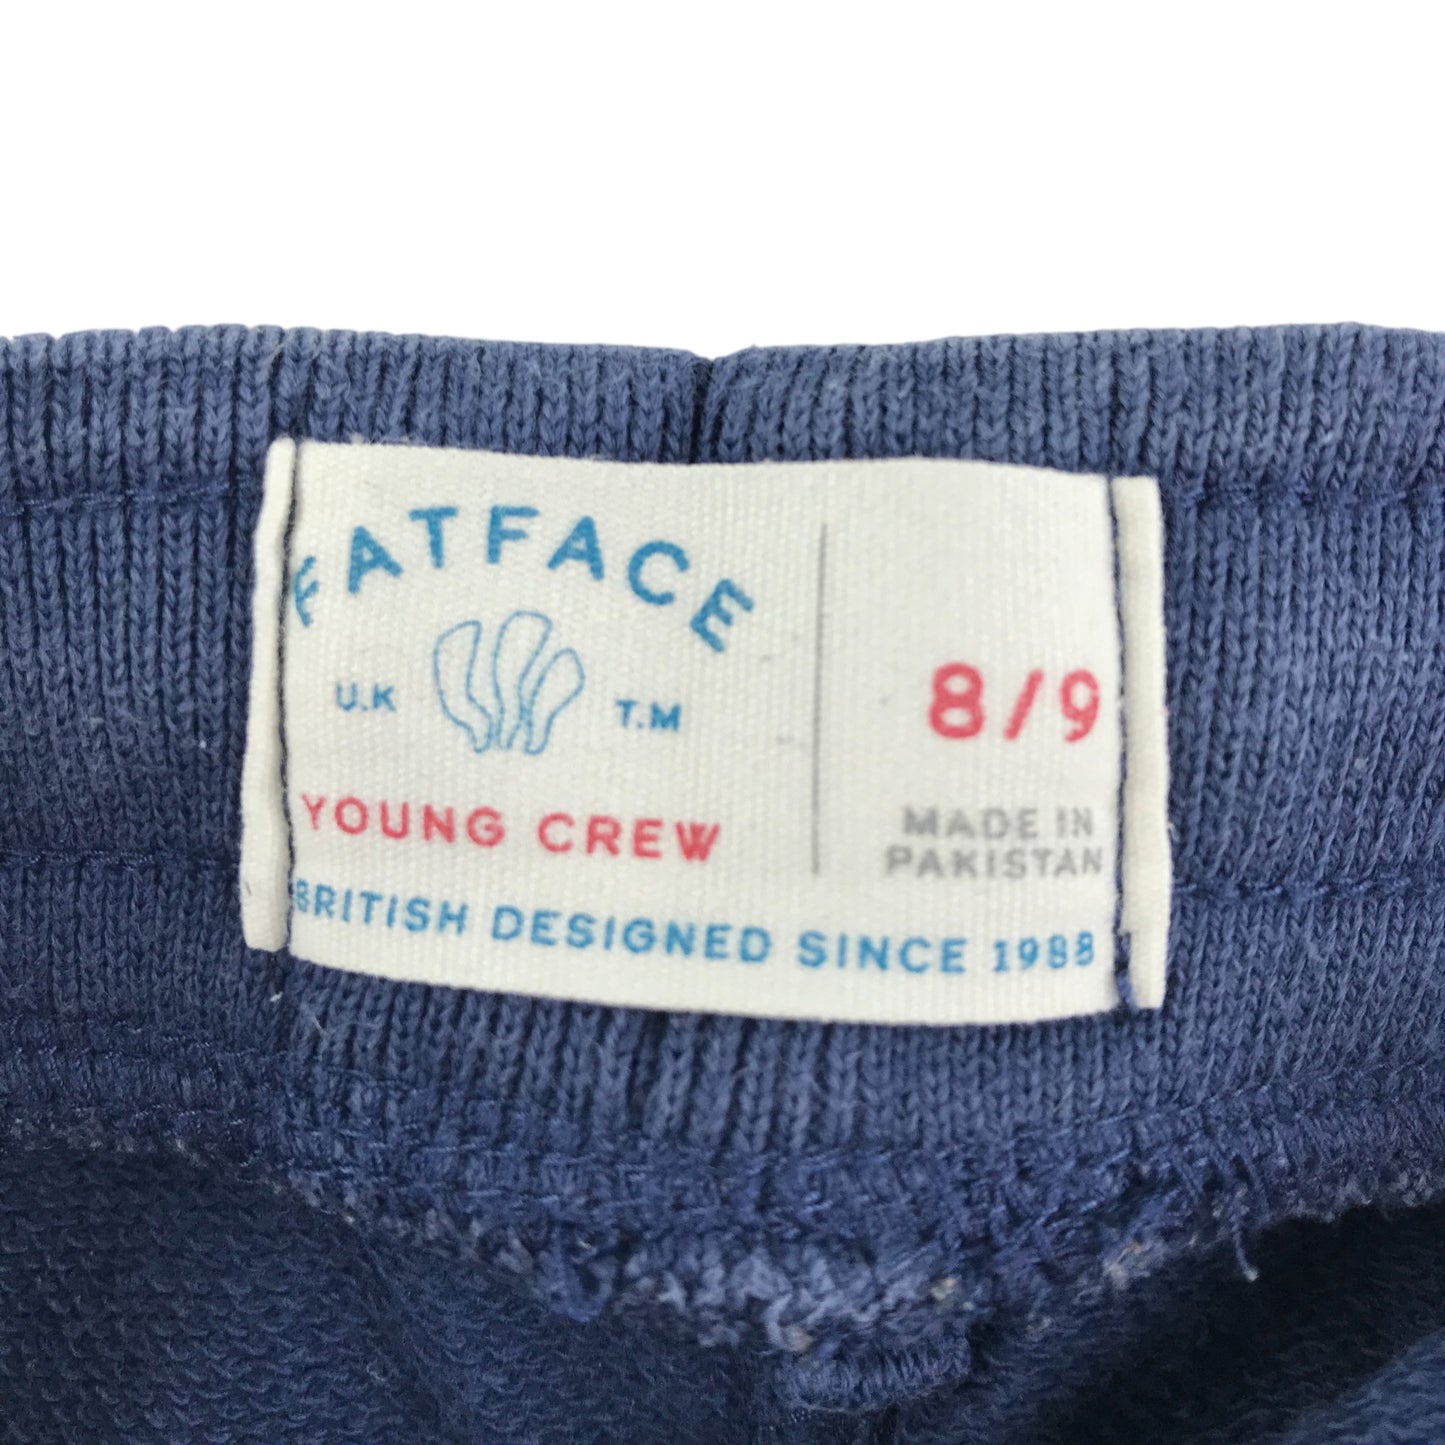 FATFACE
U.K T.M
YOUNG CREW
8/9
MADE IN
PAKISTAN
BRITISH DESIGNED SINCE 1988